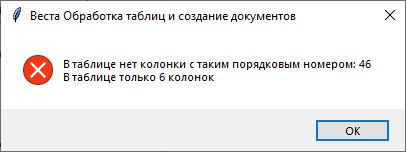 Веста Обработка таблиц и создание документов
В таблице нет колонки с таким порядковым номером: 46
В таблице только 6 колонок
OK